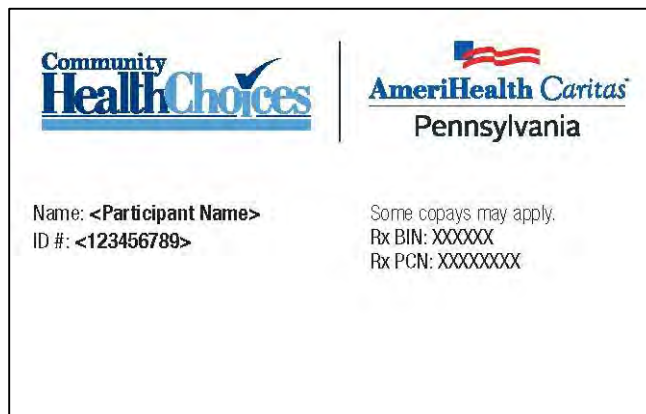 Community
HealthChoices
AmeriHealth Caritas
Pennsylvania
Name: <Participant Name>
ID #: <123456789>
Some copays may apply.
Rx BIN: XXXXXX
Rx PCN: XXXXXXXX